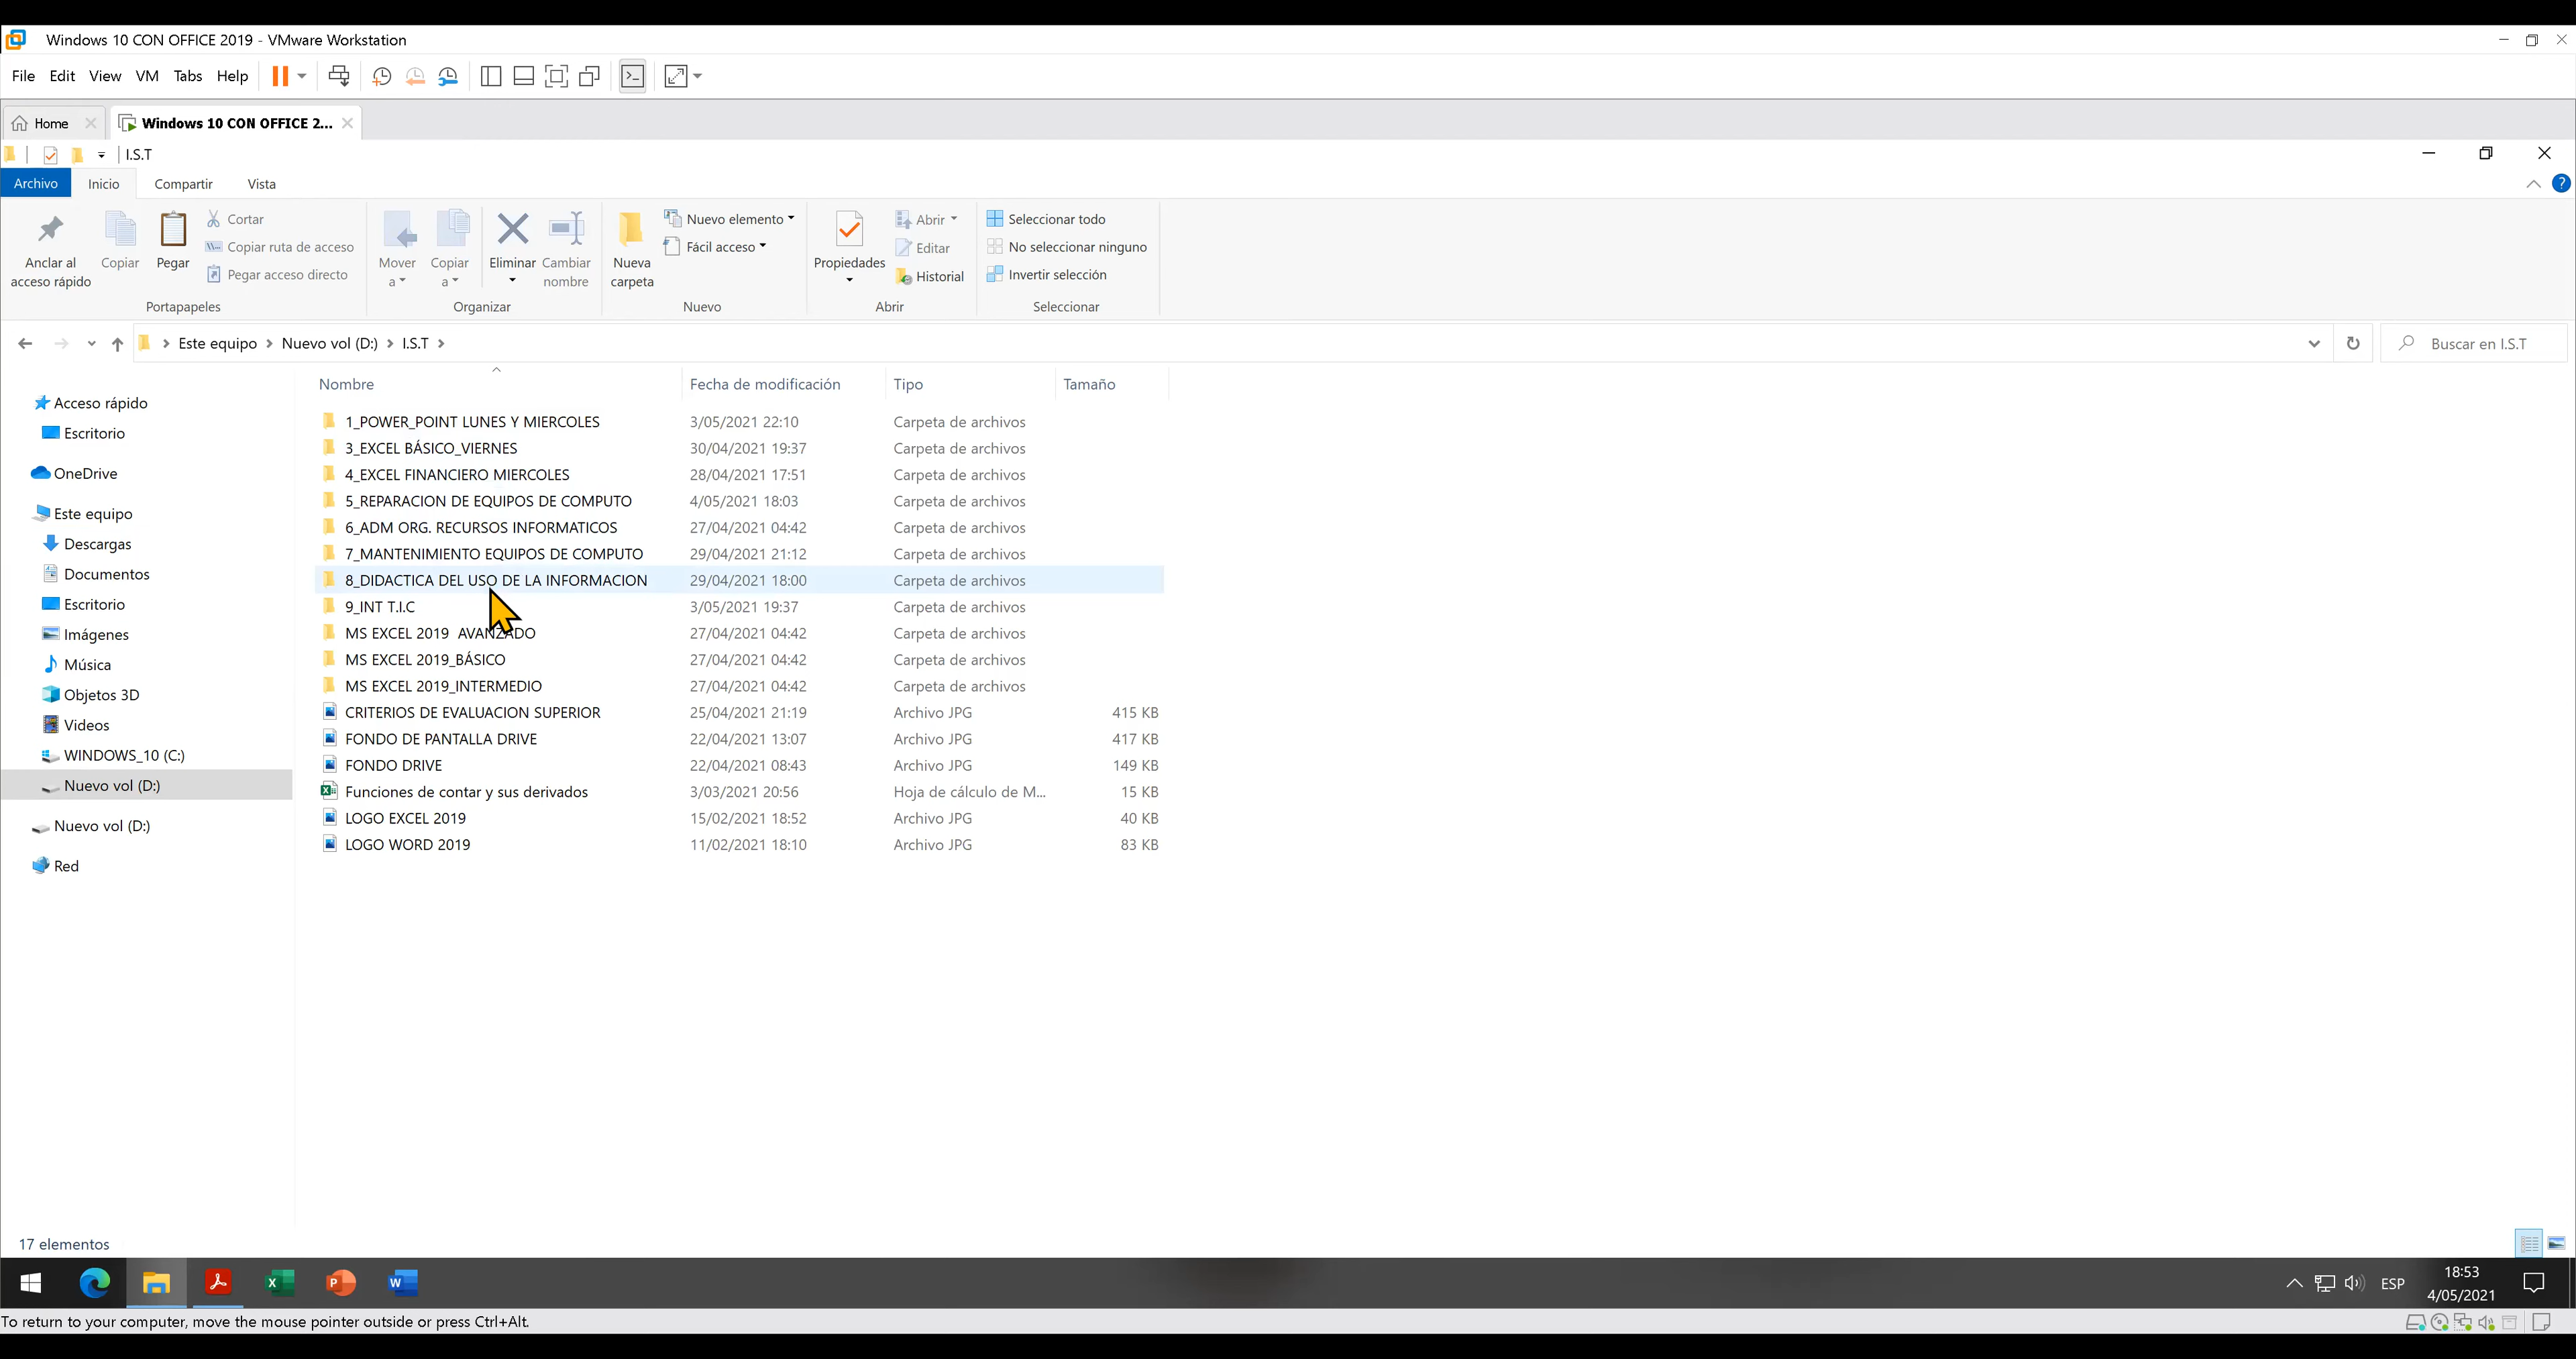 Windows 10 CON OFFICE 2019 - VMware Workstation
File Edit View VM Tabs Help
Home Windows 10 CON OFFICE 2...
I.S.T
Archivo Inicio Compartir Vista
Anclar al acceso rápido
Copiar
Pegar
Cortar
Copiar ruta de acceso
Pegar acceso directo
Portapapeles
Mover a
Copiar a
Eliminar
Cambiar nombre
Organizar
Nueva carpeta
Nuevo elemento
Fácil acceso
Nuevo
Propiedades
Abrir
Editar
Historial
Abrir
Seleccionar todo
No seleccionar ninguno
Invertir selección
Seleccionar
Este equipo > Nuevo vol (D:) > I.S.T >
Buscar en I.S.T
Acceso rápido
Escritorio
OneDrive
Este equipo
Descargas
Documentos
Escritorio
Imágenes
Música
Objetos 3D
Videos
WINDOWS_10 (C:)
Nuevo vol (D:)
Nuevo vol (D:)
Red
Nombre Fecha de modificación Tipo Tamaño
1_POWER_POINT LUNES Y MIERCOLES 3/05/2021 22:10 Carpeta de archivos
3_EXCEL BÁSICO_VIERNES 30/04/2021 19:37 Carpeta de archivos
4_EXCEL FINANCIERO MIERCOLES 28/04/2021 17:51 Carpeta de archivos
5_REPARACION DE EQUIPOS DE COMPUTO 4/05/2021 18:03 Carpeta de archivos
6_ADM ORG. RECURSOS INFORMATICOS 27/04/2021 04:42 Carpeta de archivos
7_MANTENIMIENTO EQUIPOS DE COMPUTO 29/04/2021 21:12 Carpeta de archivos
8_DIDACTICA DEL USO DE LA INFORMACION 29/04/2021 18:00 Carpeta de archivos
9_INT T.I.C 3/05/2021 19:37 Carpeta de archivos
MS EXCEL 2019 AVANZADO 27/04/2021 04:42 Carpeta de archivos
MS EXCEL 2019_BÁSICO 27/04/2021 04:42 Carpeta de archivos
MS EXCEL 2019_INTERMEDIO 27/04/2021 04:42 Carpeta de archivos
CRITERIOS DE EVALUACION SUPERIOR 25/04/2021 21:19 Archivo JPG 415 KB
FONDO DE PANTALLA DRIVE 22/04/2021 13:07 Archivo JPG 417 KB
FONDO DRIVE 22/04/2021 08:43 Archivo JPG 149 KB
Funciones de contar y sus derivados 3/03/2021 20:56 Hoja de cálculo de M... 15 KB
LOGO EXCEL 2019 15/02/2021 18:52 Archivo JPG 40 KB
LOGO WORD 2019 11/02/2021 18:10 Archivo JPG 83 KB
17 elementos
ESP
18:53
4/05/2021
To return to your computer, move the mouse pointer outside or press Ctrl+Alt.